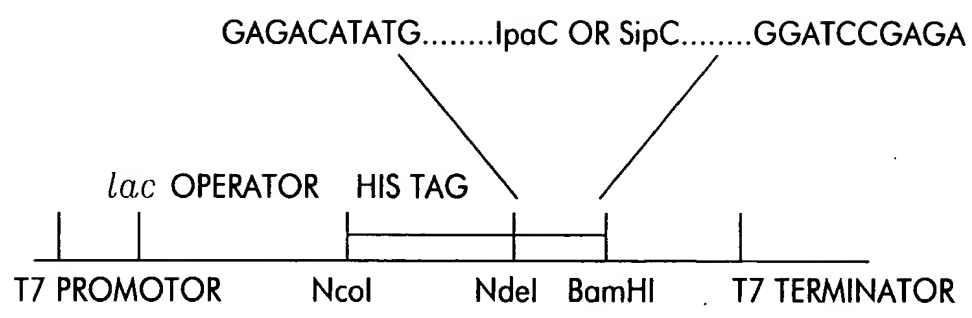 GAGACATATG........IpaC OR SipC........GGATCCGAGA
lac OPERATOR HIS TAG
T7 PROMOTOR NcoI NdeI BamHI T7 TERMINATOR